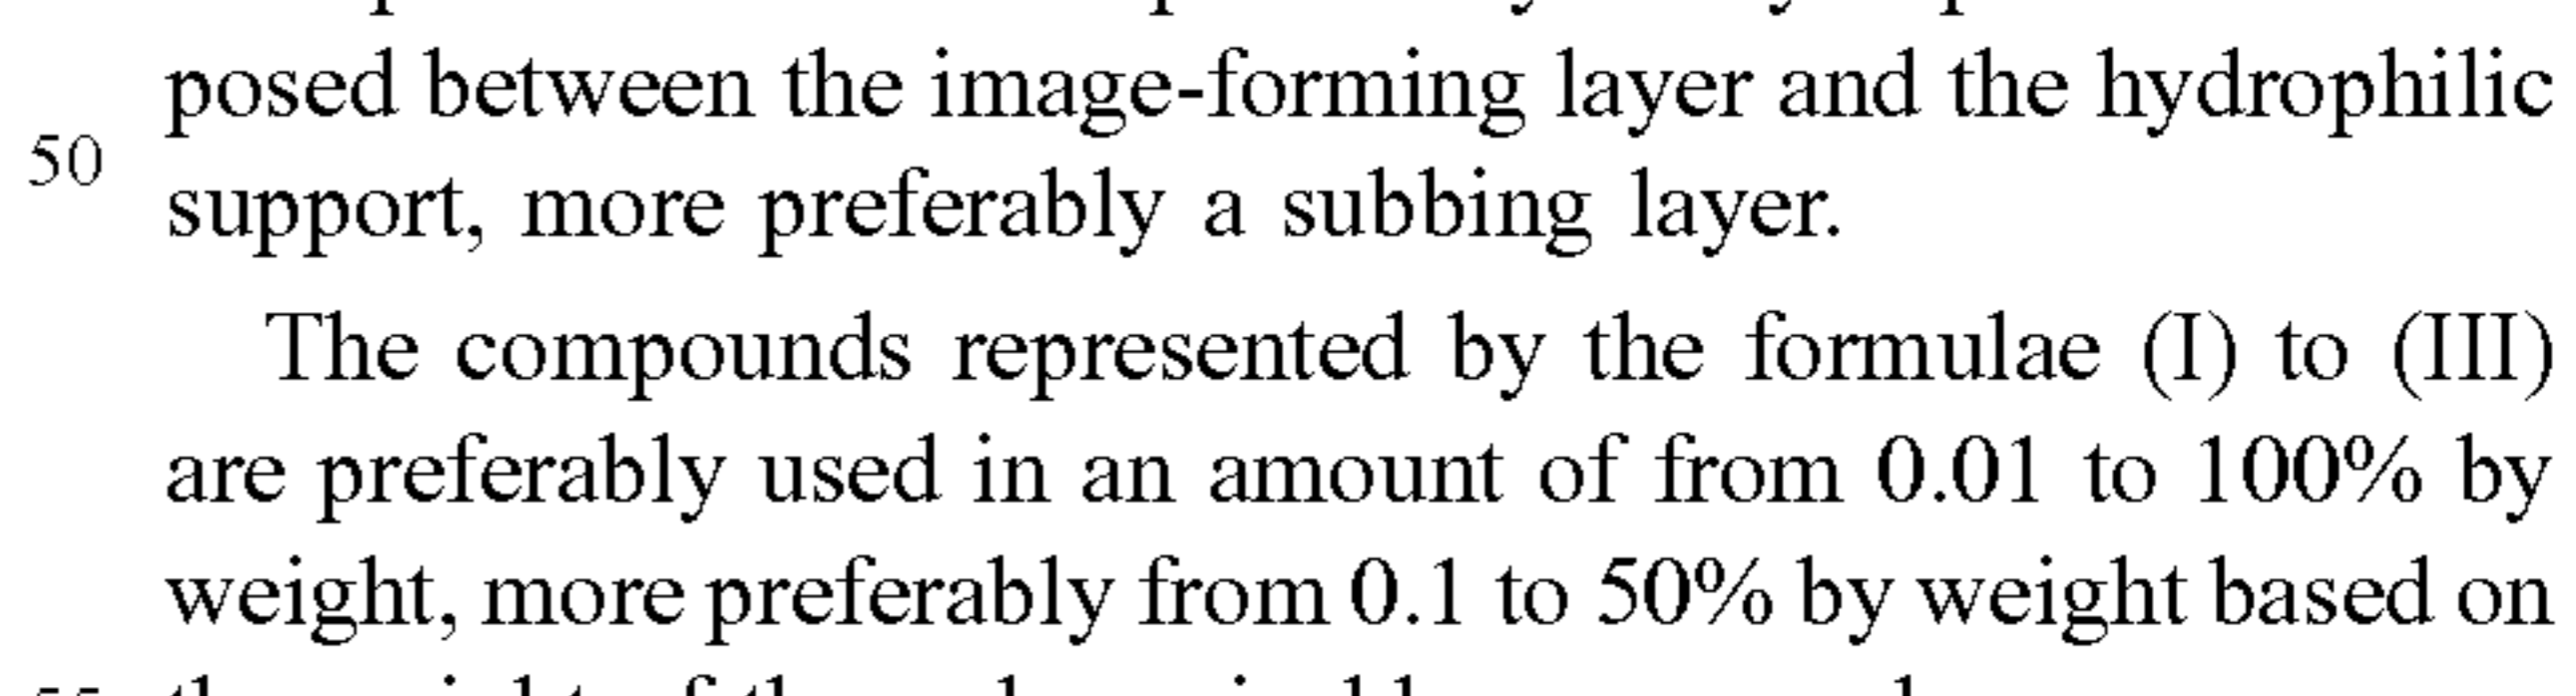 posed between the image-forming layer and the hydrophilic
50
support, more preferably a subbing layer.
The compounds represented by the formulae (I) to (III)
are preferably used in an amount of from 0.01 to 100% by
weight, more preferably from 0.1 to 50% by weight based on